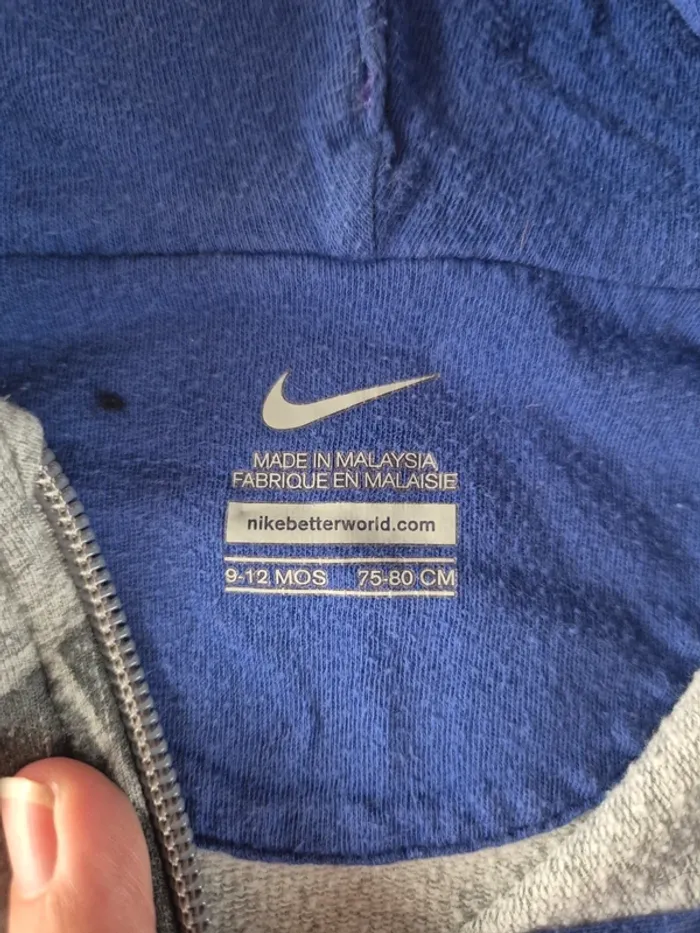 MADE IN MALAYSIA
FABRIQUE EN MALAISIE
nikebetterworld.com
9-12 MOS 75-80 CM